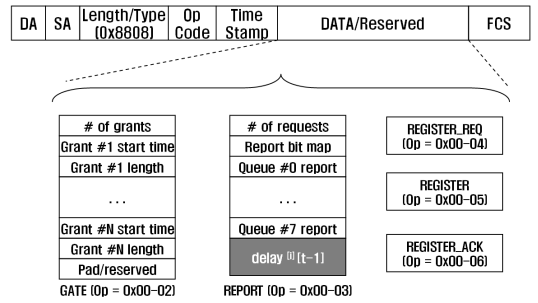 DA SA Length/Type (0x8808) Op Code Time Stamp DATA/Reserved FCS
# of grants
Grant #1 start time
Grant #1 length
...
Grant #N start time
Grant #N length
Pad/reserved
GATE (Op = 0x00-02)
# of requests
Report bit map
Queue #0 report
...
Queue #7 report
delay [i] (t-1)
REPORT (Op = 0x00-03)
REGISTER_REQ
(Op = 0x00-04)
REGISTER
(Op = 0x00-05)
REGISTER_ACK
(Op = 0x00-06)